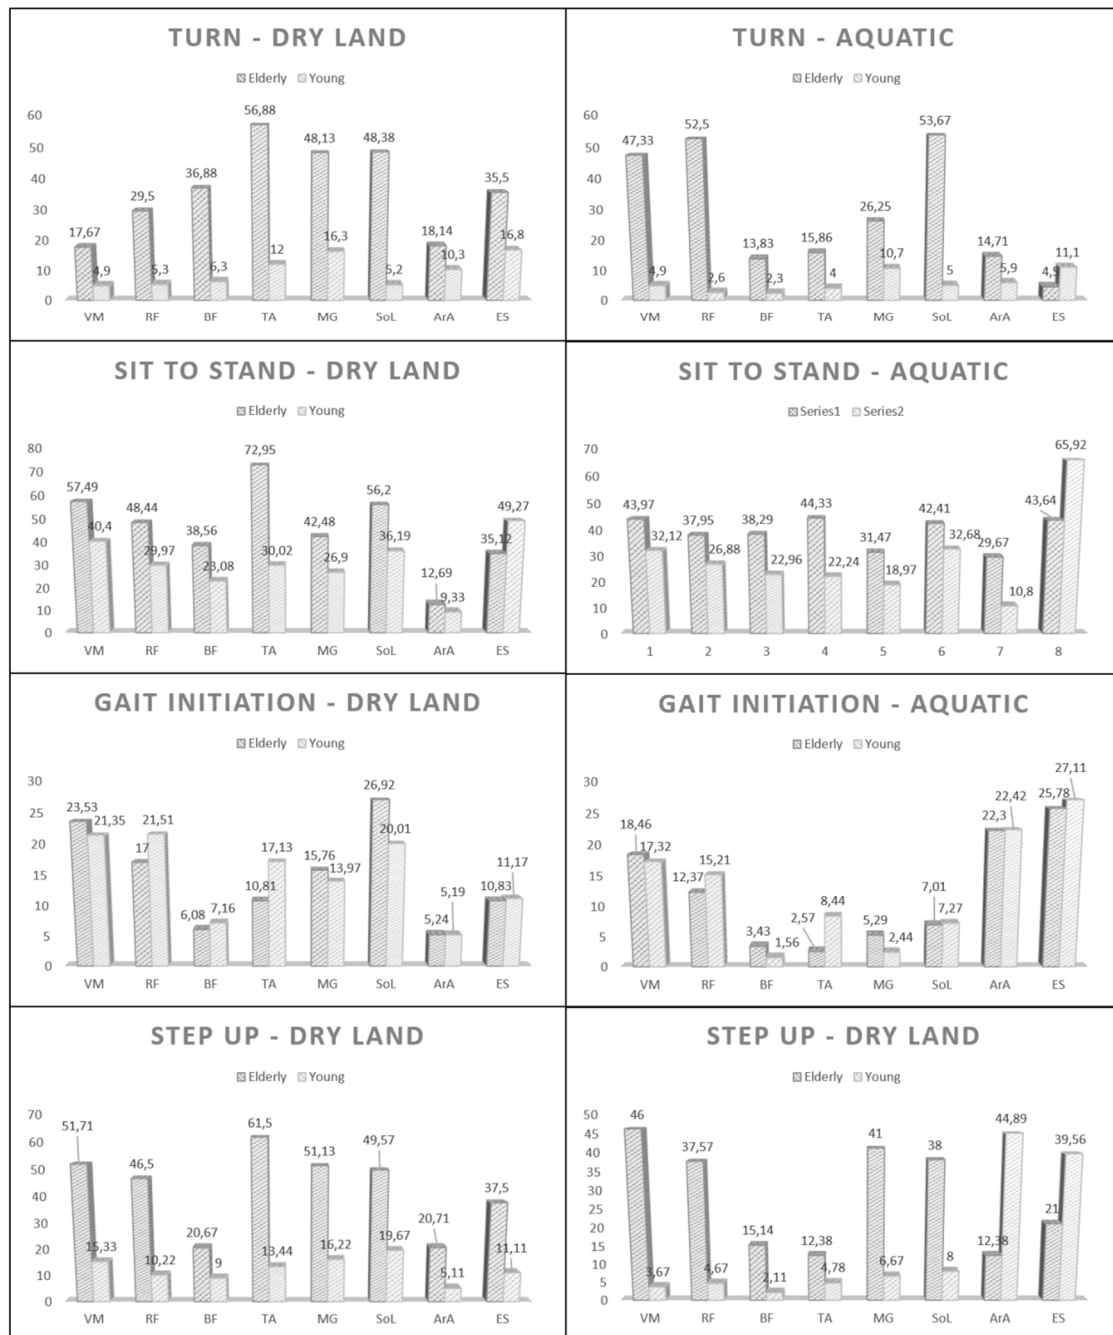 TURN - DRY LAND
Elderly Young
60
50
40
30
20
10
0
17,67 4,9 29,5 5,3 36,88 6,3 56,88 12 48,13 16,3 48,38 5,2 18,14 10,3 35,5 16,8
VM RF BF TA MG SoL ArA ES
TURN - AQUATIC
Elderly Young
60
50
40
30
20
10
0
47,33 4,9 52,5 2,6 13,83 2,3 15,86 4 26,25 10,7 53,67 5 14,71 5,9 4,5 11,1
VM RF BF TA MG SoL ArA ES
SIT TO STAND - DRY LAND
Elderly Young
80
70
60
50
40
30
20
10
0
57,49 40,4 48,44 29,97 38,56 23,08 72,95 30,02 42,48 26,9 56,2 36,19 12,69 9,33 35,12 49,27
VM RF BF TA MG SoL ArA ES
SIT TO STAND - AQUATIC
Series1 Series2
70
60
50
40
30
20
10
0
43,97 32,12 37,95 26,88 38,29 22,96 44,33 22,24 31,47 18,97 42,41 32,68 29,67 10,8 43,64 65,92
1 2 3 4 5 6 7 8
GAIT INITIATION - DRY LAND
Elderly Young
30
25
20
15
10
5
0
23,53 21,35 17 21,51 6,08 7,16 10,81 17,13 15,76 13,97 26,92 20,01 5,24 5,19 10,83 11,17
VM RF BF TA MG SoL ArA ES
GAIT INITIATION - AQUATIC
Elderly Young
30
25
20
15
10
5
0
18,46 17,32 12,37 15,21 3,43 1,56 2,57 8,44 5,29 2,44 7,01 7,27 22,3 22,42 25,78 27,11
VM RF BF TA MG SoL ArA ES
STEP UP - DRY LAND
Elderly Young
70
60
50
40
30
20
10
0
51,71 15,33 46,5 10,22 20,67 9 61,5 13,44 51,13 16,22 49,57 19,67 20,71 5,11 37,5 11,11
VM RF BF TA MG SoL ArA ES
STEP UP - DRY LAND
Elderly Young
50
45
40
35
30
25
20
15
10
5
0
46 3,67 37,57 4,67 15,14 2,11 12,38 4,78 41 6,67 38 8 12,38 44,89 21 39,56
VM RF BF TA MG SoL ArA ES